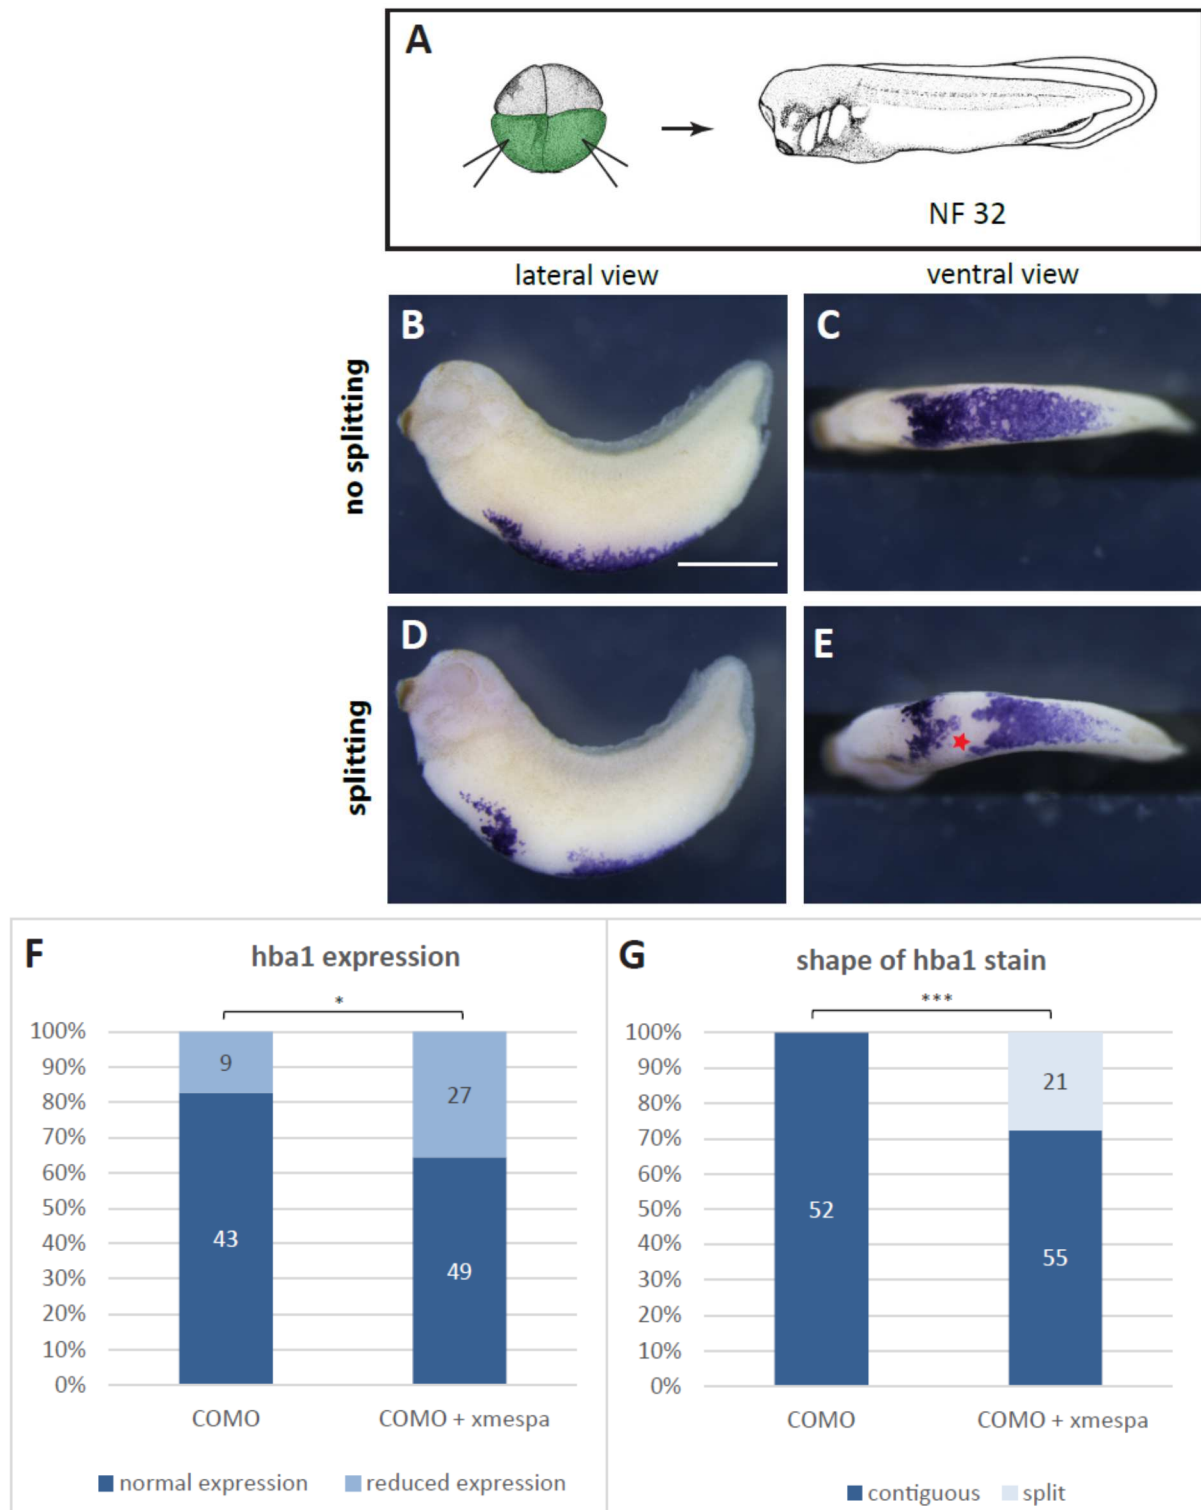 A
NF 32
lateral view
ventral view
no splitting
B
C
splitting
D
E
F
hba1 expression
*
100%
90%
80%
70%
60%
50%
40%
30%
20%
10%
0%
9
43
27
49
COMO
COMO + xmespa
normal expression
reduced expression
G
shape of hba1 stain
***
100%
90%
80%
70%
60%
50%
40%
30%
20%
10%
0%
52
21
55
COMO
COMO + xmespa
contiguous
split